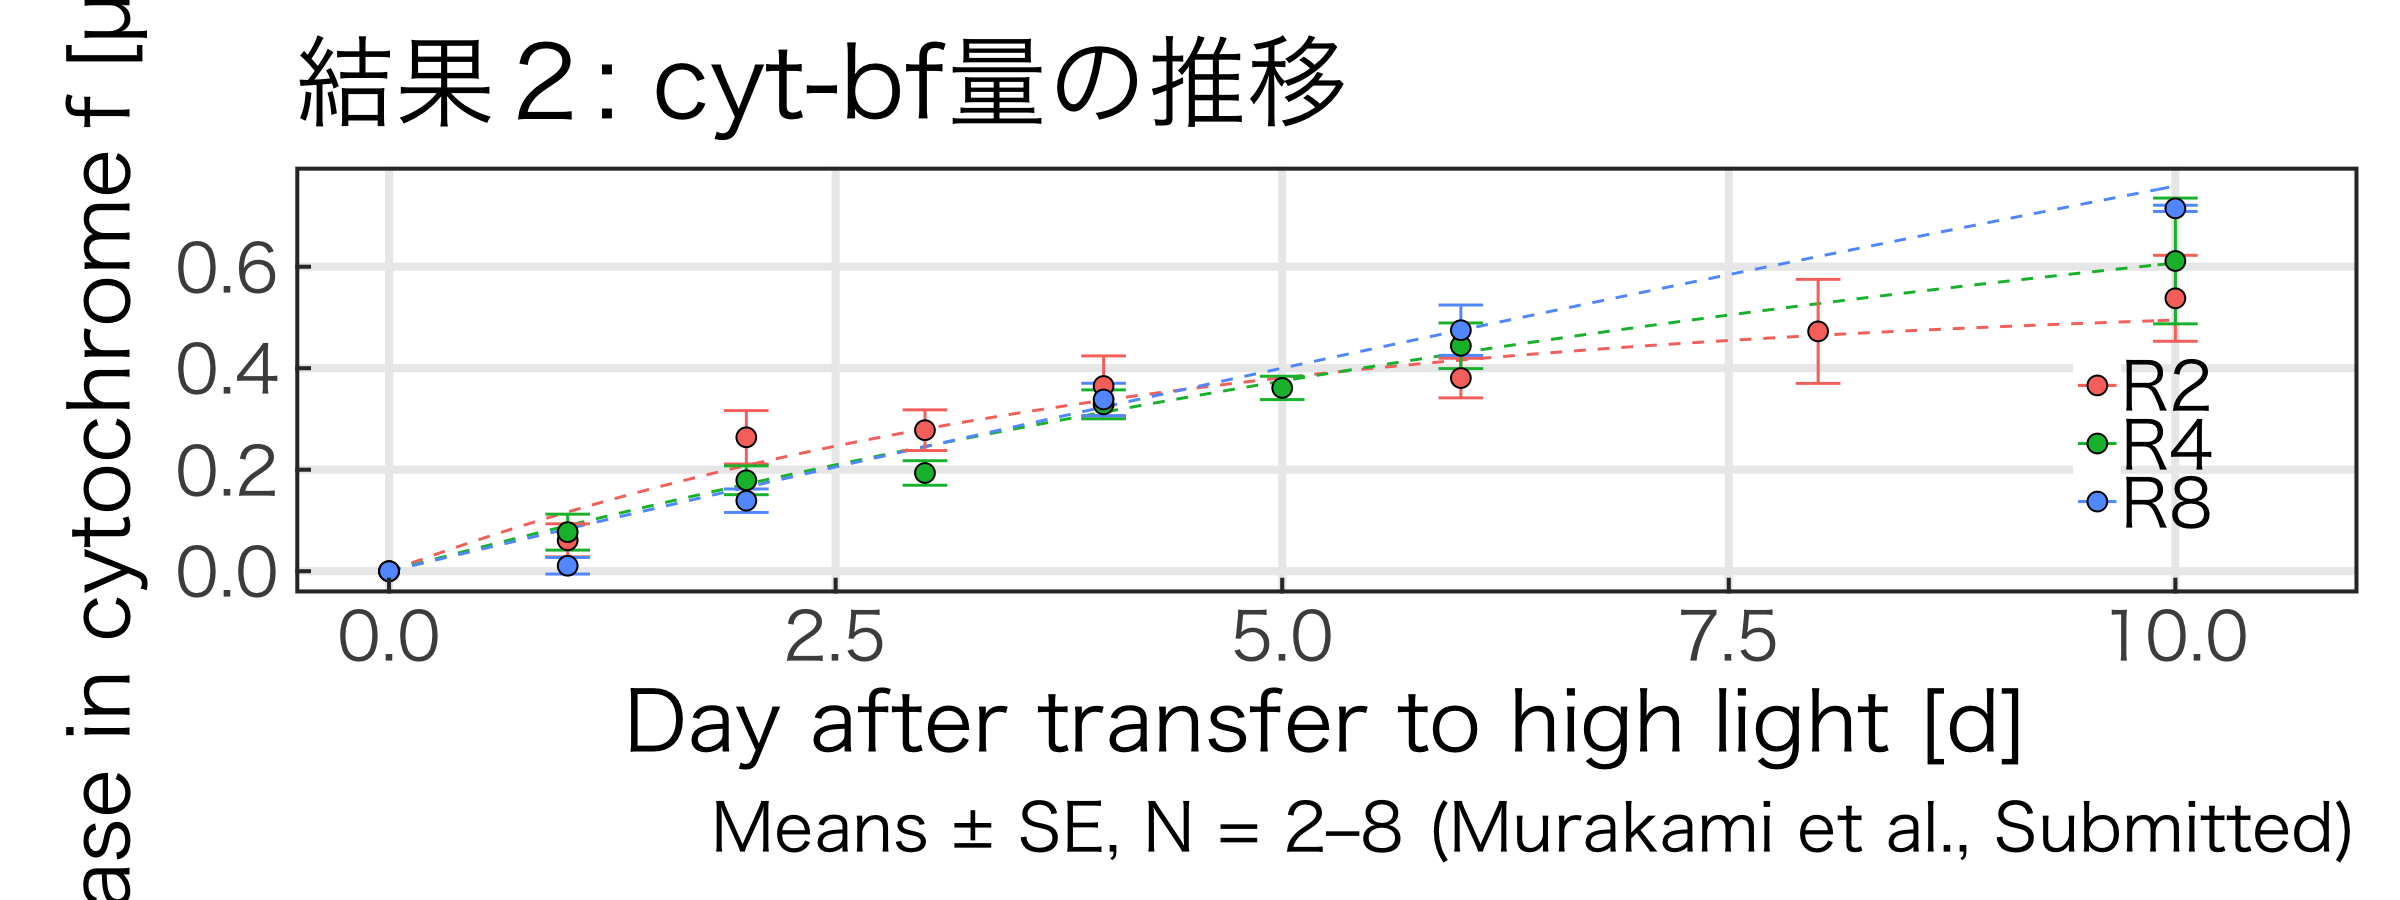 結果２: cyt-bf量の推移
ase in cytochrome f [µ
0.6
0.4
0.2
0.0
R2
R4
R8
0.0 2.5 5.0 7.5 10.0
Day after transfer to high light [d]
Means ± SE, N = 2–8 (Murakami et al., Submitted)